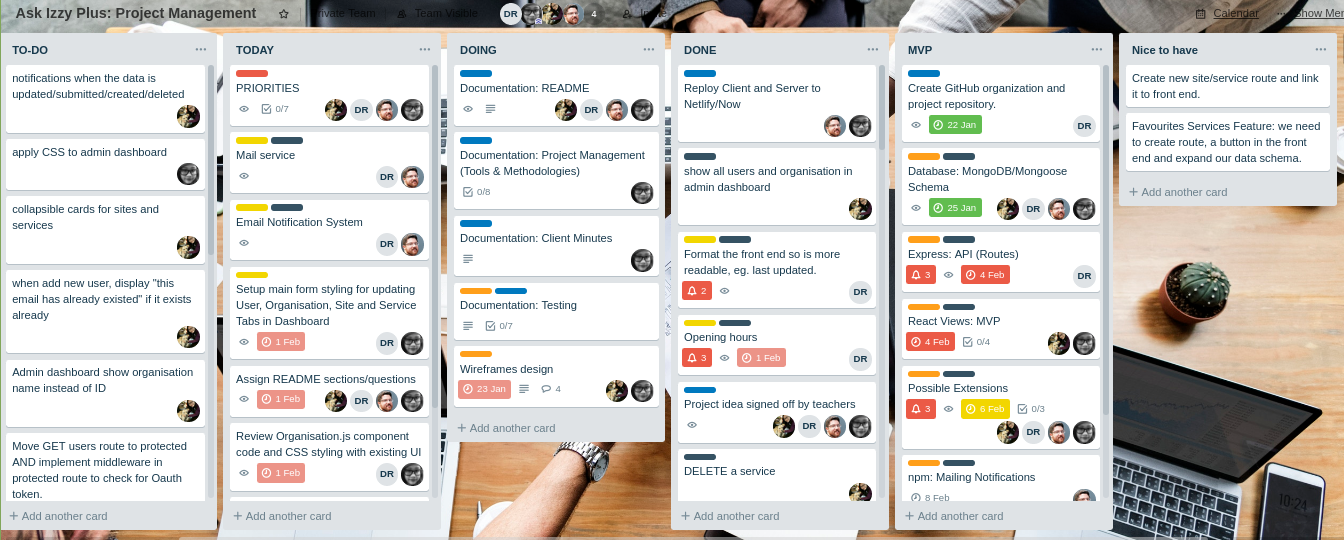 Ask Izzy Plus: Project Management
Team Visible
DR
4
Calendar
Show Men
TO-DO
notifications when the data is
updated/submitted/created/deleted
apply CSS to admin dashboard
collapsible cards for sites and
services
when add new user, display "this
email has already existed" if it exists
already
Admin dashboard show organisation
name instead of ID
Move GET users route to protected
AND implement middleware in
protected route to check for Oauth
token.
+ Add another card
TODAY
PRIORITIES
0/7
DR
Mail service
DR
Email Notification System
DR
Setup main form styling for updating
User, Organisation, Site and Service
Tabs in Dashboard
1 Feb
DR
Assign README sections/questions
1 Feb
DR
Review Organisation.js component
code and CSS styling with existing UI
1 Feb
DR
+ Add another card
DOING
Documentation: README
DR
Documentation: Project Management
(Tools & Methodologies)
0/8
Documentation: Client Minutes
Documentation: Testing
0/7
Wireframes design
23 Jan
4
+ Add another card
DONE
Reploy Client and Server to
Netlify/Now
show all users and organisation in
admin dashboard
Format the front end so is more
readable, eg. last updated.
2
DR
Opening hours
3
1 Feb
DR
Project idea signed off by teachers
DR
DELETE a service
+ Add another card
MVP
Create GitHub organization and
project repository.
22 Jan
DR
Database: MongoDB/Mongoose
Schema
25 Jan
DR
Express: API (Routes)
3
4 Feb
DR
React Views: MVP
4 Feb
0/4
Possible Extensions
3
6 Feb
0/3
DR
npm: Mailing Notifications
8 Feb
+ Add another card
Nice to have
Create new site/service route and link
it to front end.
Favourites Services Feature: we need
to create route, a button in the front
end and expand our data schema.
+ Add another card
10:24